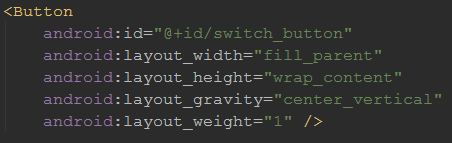 <Button
android:id="@+id/switch_button"
android:layout_width="fill_parent"
android:layout_height="wrap_content"
android:layout_gravity="center_vertical"
android:layout_weight="1" />